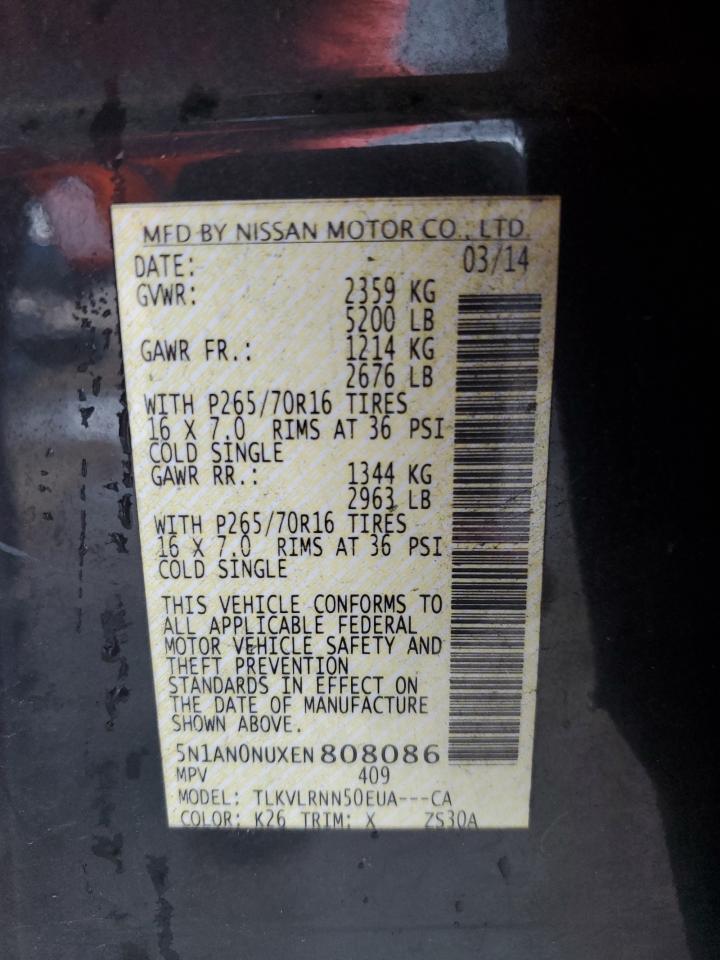 MFD BY NISSAN MOTOR CO., LTD.
DATE: 03/14
GVWR: 2359 KG
5200 LB
GAWR FR.: 1214 KG
2676 LB
WITH P265/70R16 TIRES
16 X 7.0 RIMS AT 36 PSI
COLD SINGLE
GAWR RR.: 1344 KG
2963 LB
WITH P265/70R16 TIRES
16 X 7.0 RIMS AT 36 PSI
COLD SINGLE
THIS VEHICLE CONFORMS TO
ALL APPLICABLE FEDERAL
MOTOR VEHICLE SAFETY AND
THEFT PREVENTION
STANDARDS IN EFFECT ON
THE DATE OF MANUFACTURE
SHOWN ABOVE.
5N1AN0NUXEN808086
MPV 409
MODEL: TLKVLRNN50EUA---CA
COLOR: K26 TRIM: X ZS30A